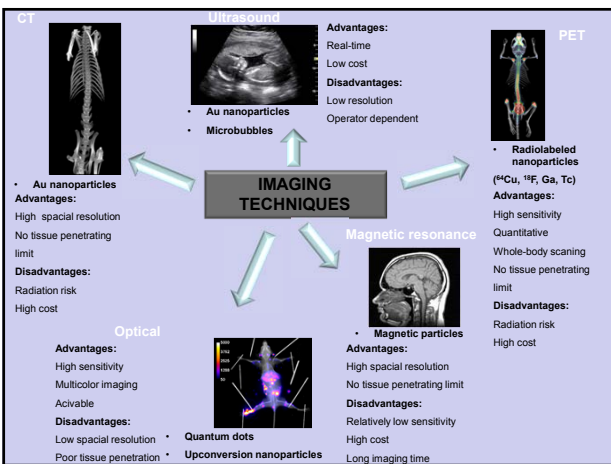 CT
Au nanoparticles
Advantages:
High spacial resolution
No tissue penetrating
limit
Disadvantages:
Radiation risk
High cost
Ultrasound
• Au nanoparticles
• Microbubbles
Advantages:
Real-time
Low cost
Disadvantages:
Low resolution
Operator dependent
PET
• Radiolabeled
nanoparticles
(⁶⁴Cu, ¹⁸F, Ga, Tc)
Advantages:
High sensitivity
Quantitative
Whole-body scaning
No tissue penetrating
limit
Disadvantages:
Radiation risk
High cost
IMAGING
TECHNIQUES
Magnetic resonance
• Magnetic particles
Advantages:
High spacial resolution
No tissue penetrating limit
Disadvantages:
Relatively low sensitivity
High cost
Long imaging time
Optical
Advantages:
High sensitivity
Multicolor imaging
Acivable
Disadvantages:
Low spacial resolution
Poor tissue penetration
• Quantum dots
• Upconversion nanoparticles